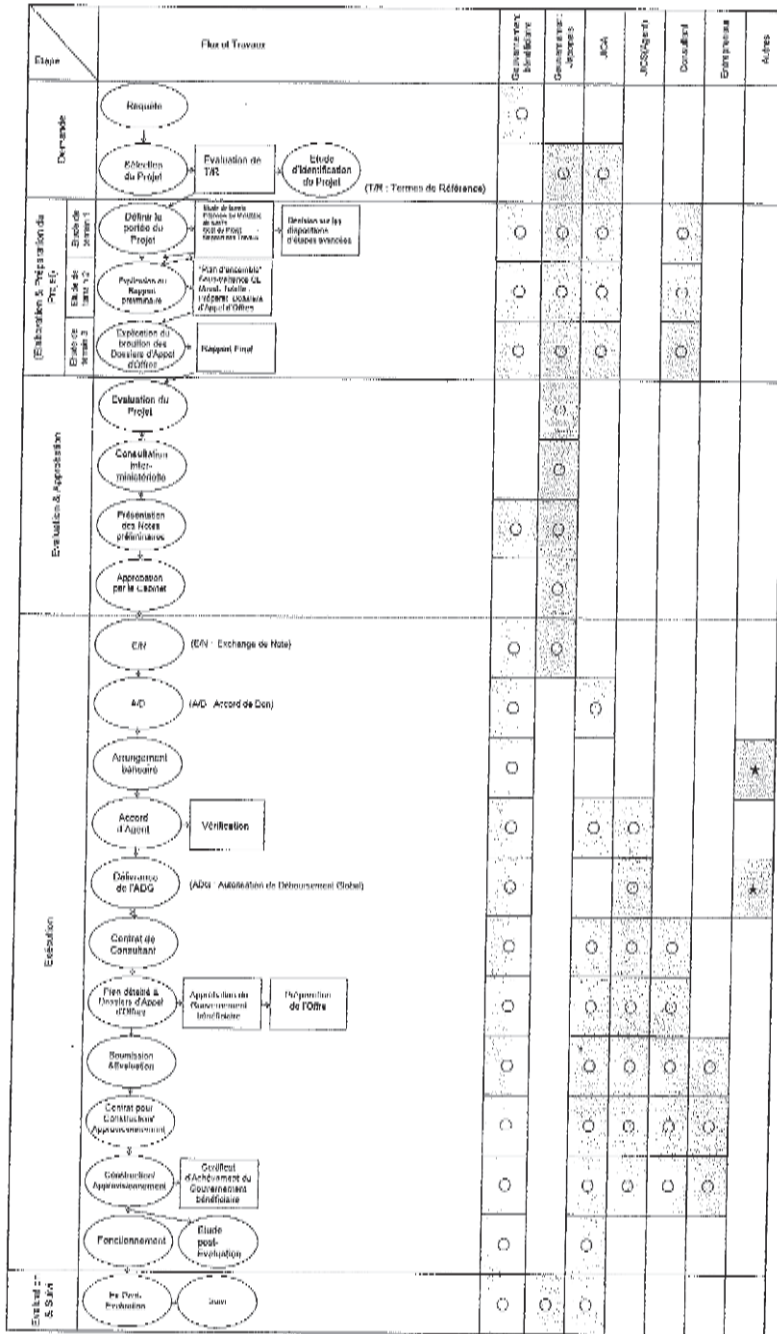 Etape
Flux et Travaux
Gouvernement
bénéficiaire
Gouvernement
Japonais
JICA
JICS(Agent)
Consultant
Entrepreneur
Autres
Demande
Requête
Sélection
du Projet
Evaluation de
T/R
Etude
d'Identification
du Projet
(T/R : Termes de Référence)
(Elaboration & Préparation du
Projet)
Etude de
terrain 1
Définir la
portée du
Projet
Décision sur les
dispositions
d'étapes avancées
Etude de
terrain 2
Explication du
Rapport
préliminaire
"Plan d'ensemble"
d'Appel d'Offres
Etude de
terrain 3
Explication du
brouillon des
Dossiers d'Appel
d'Offres
Rapport Final
Evaluation & Approbation
Evaluation du
Projet
Consultation
Inter-
ministérielle
Présentation
des Notes
préliminaires
Approbation
par le Cabinet
Exécution
E/N
(E/N : Exchange de Note)
A/D
(A/D : Accord de Don)
Arrangement
bancaire
★
Accord
d'Agent
Vérification
Délivrance
de l'ADG
(ADG : Autorisation de Déboursement Global)
★
Contrat de
Consultant
Plan détaillé &
Dossiers d'Appel
d'Offres
Approbation du
Gouvernement
bénéficiaire
Préparation
de l'Offre
Soumission
&Evaluation
Contrat pour
Construction/
Approvisionnement
Construction/
Approvisionnement
Certificat
d'Achèvement du
Gouvernement
bénéficiaire
Fonctionnement
Etude
post-
Evaluation
Evaluation
& Suivi
Ex Post-
Evaluation
Suivi